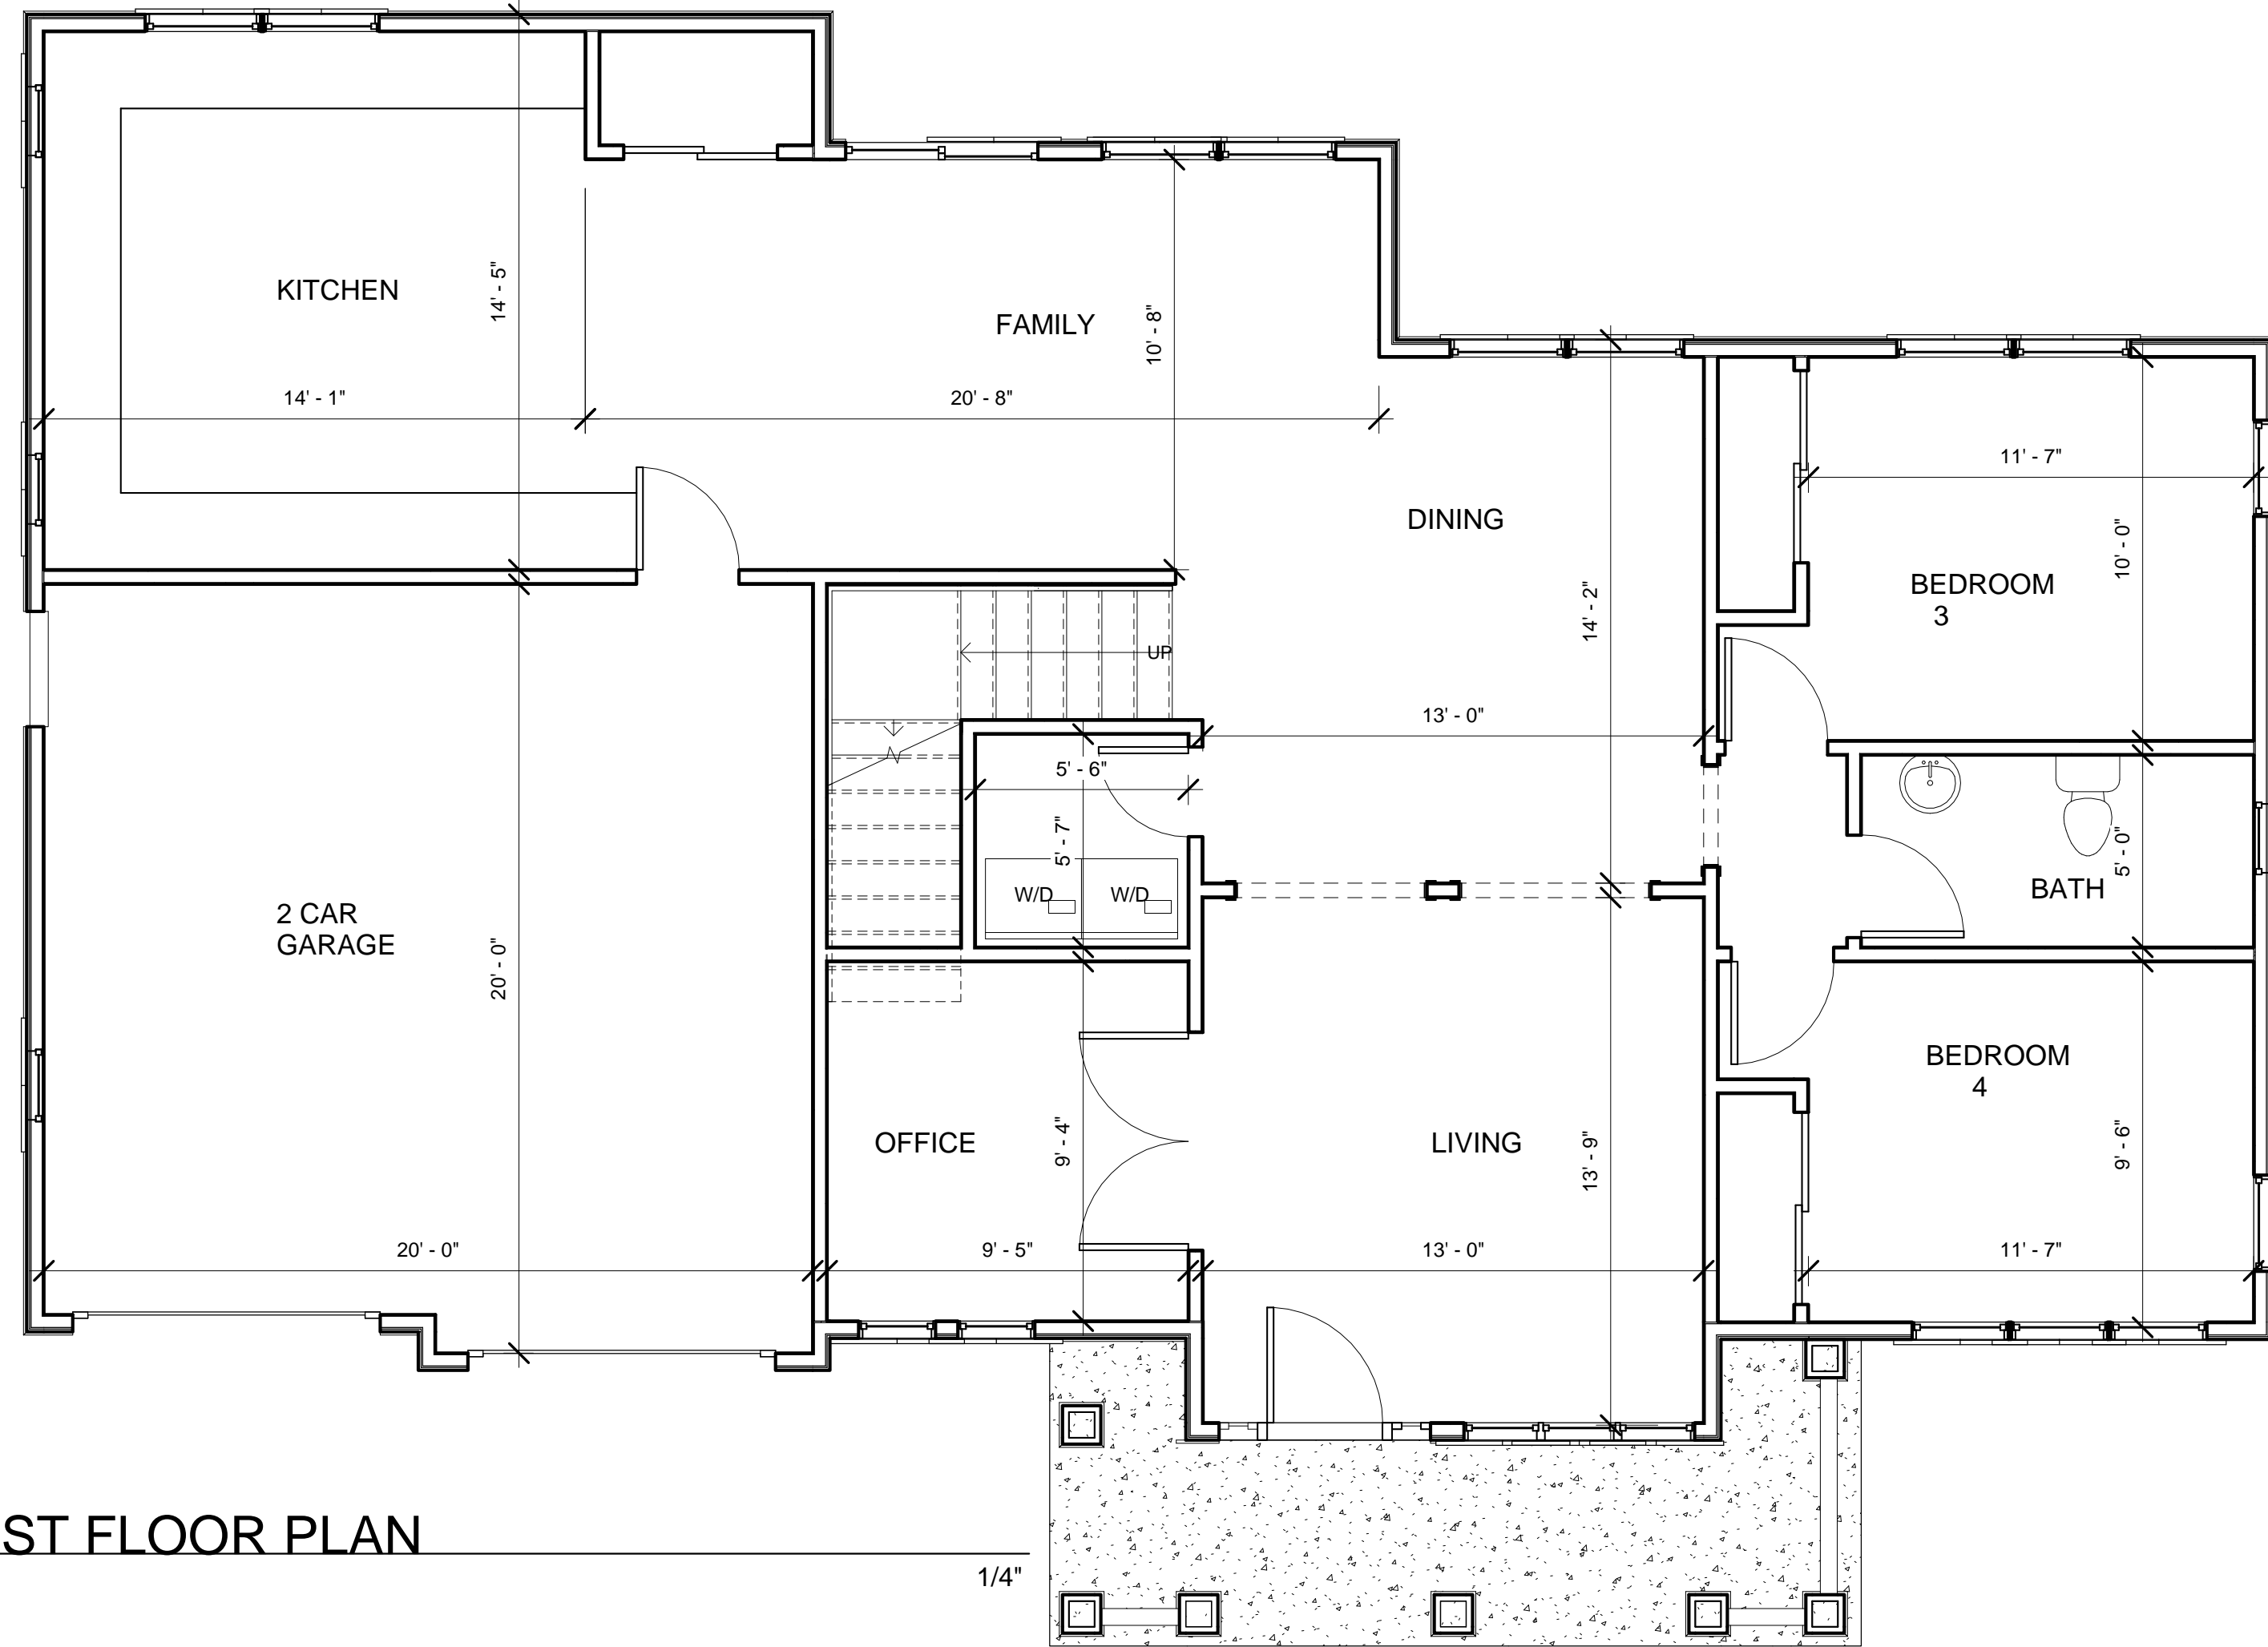 KITCHEN
14' - 5"
14' - 1"
FAMILY
10' - 8"
20' - 8"
DINING
14' - 2"
13' - 0"
11' - 7"
10' - 0"
BEDROOM
3
UP
5' - 6"
5' - 7"
W/D
W/D
5' - 0"
BATH
2 CAR
GARAGE
20' - 0"
20' - 0"
OFFICE
9' - 4"
9' - 5"
LIVING
13' - 9"
13' - 0"
BEDROOM
4
9' - 6"
11' - 7"
ST FLOOR PLAN
1/4"